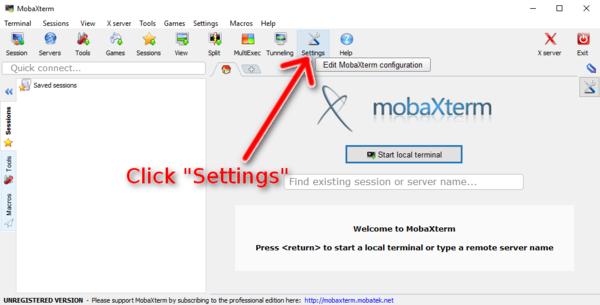 MobaXterm
Terminal Sessions View X server Tools Games Settings Macros Help
Session Servers Tools Games Sessions View Split MultiExec Tunneling Settings Help X server Exit
Quick connect...
Edit MobaXterm configuration
Saved sessions
Sessions
Tools
Macros
mobaXterm
Start local terminal
Click "Settings"
Find existing session or server name...
Welcome to MobaXterm
Press <return> to start a local terminal or type a remote server name
UNREGISTERED VERSION - Please support MobaXterm by subscribing to the professional edition here: http://mobaxterm.mobatek.net